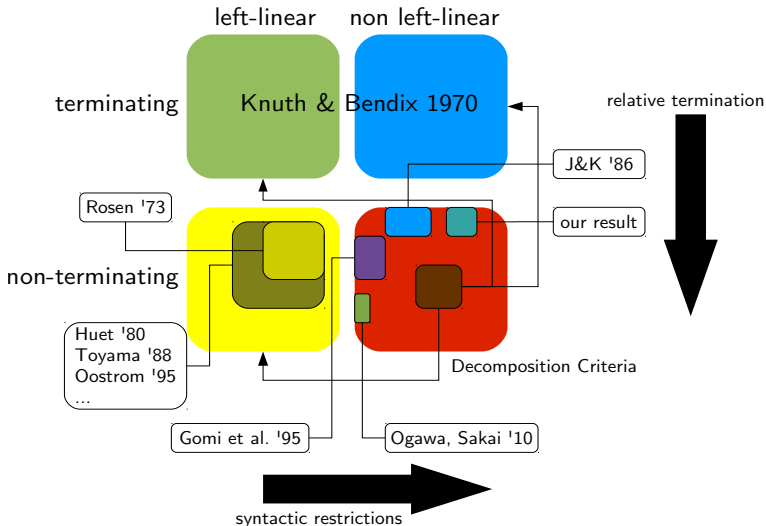 left-linear
non left-linear
terminating
Knuth & Bendix 1970
relative termination
J&K '86
Rosen '73
our result
non-terminating
Huet '80
Toyama '88
Oostrom '95
...
Decomposition Criteria
Gomi et al. '95
Ogawa, Sakai '10
syntactic restrictions